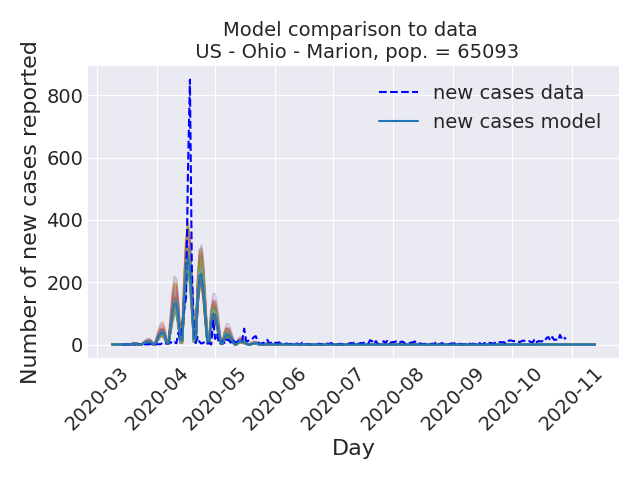 Model comparison to data
US - Ohio - Marion, pop. = 65093
Number of new cases reported
800
600
400
200
0
new cases data
new cases model
2020-03
2020-04
2020-05
2020-06
2020-07
2020-08
2020-09
2020-10
2020-11
Day